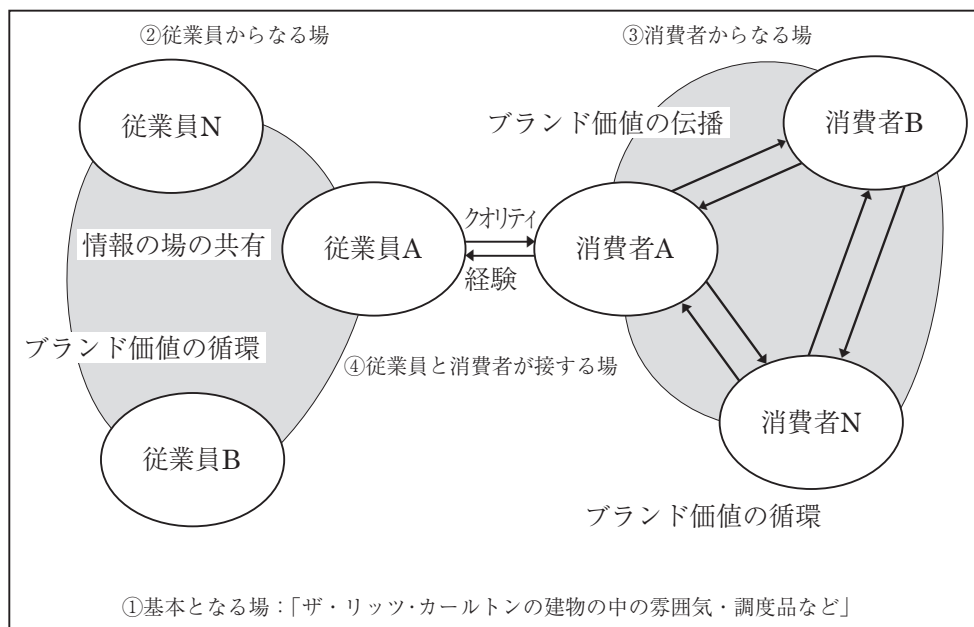 ②従業員からなる場
③消費者からなる場
従業員N
ブランド価値の伝播
消費者B
情報の場の共有
従業員A
クオリティ
経験
消費者A
ブランド価値の循環
④従業員と消費者が接する場
従業員B
消費者N
ブランド価値の循環
①基本となる場:「ザ・リッツ・カールトンの建物の中の雰囲気・調度品など」